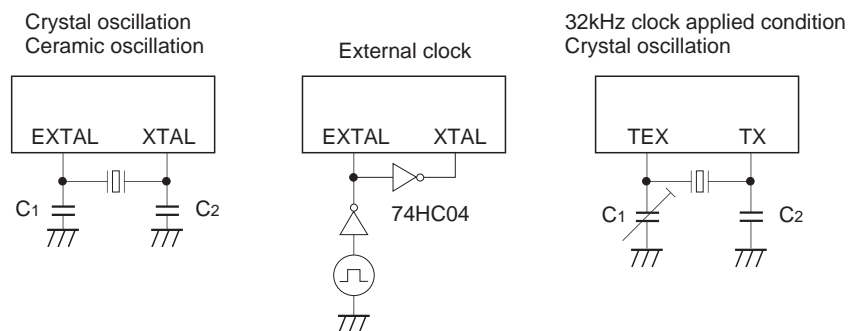 Crystal oscillation
Ceramic oscillation
EXTAL XTAL
C1 C2
External clock
EXTAL XTAL
74HC04
32kHz clock applied condition
Crystal oscillation
TEX TX
C1 C2